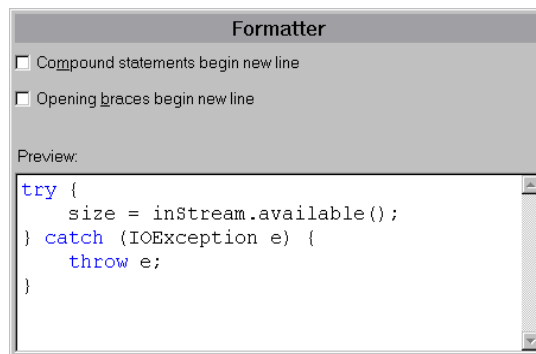 Formatter
Compound statements begin new line
Opening braces begin new line
Preview:
try {
    size = inStream.available();
} catch (IOException e) {
    throw e;
}